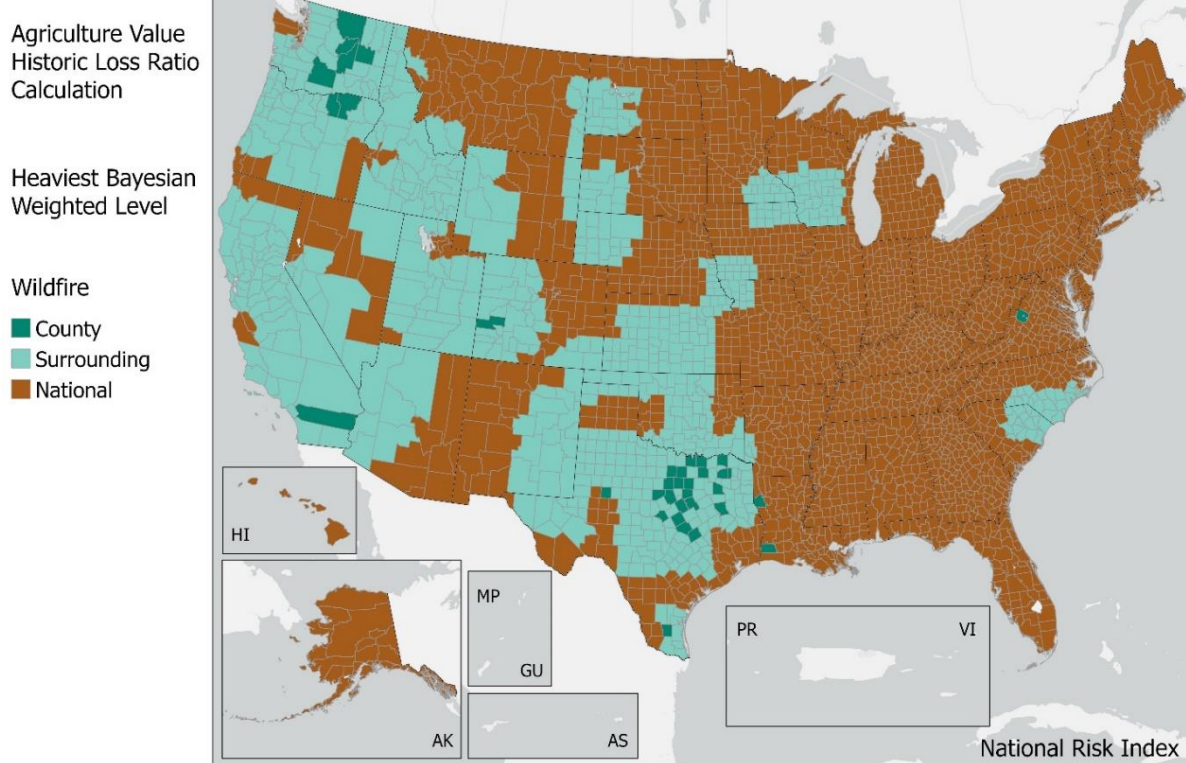 Agriculture Value
Historic Loss Ratio
Calculation
Heaviest Bayesian
Weighted Level
Wildfire
County
Surrounding
National
HI
AK
MP
GU
AS
PR
VI
National Risk Index